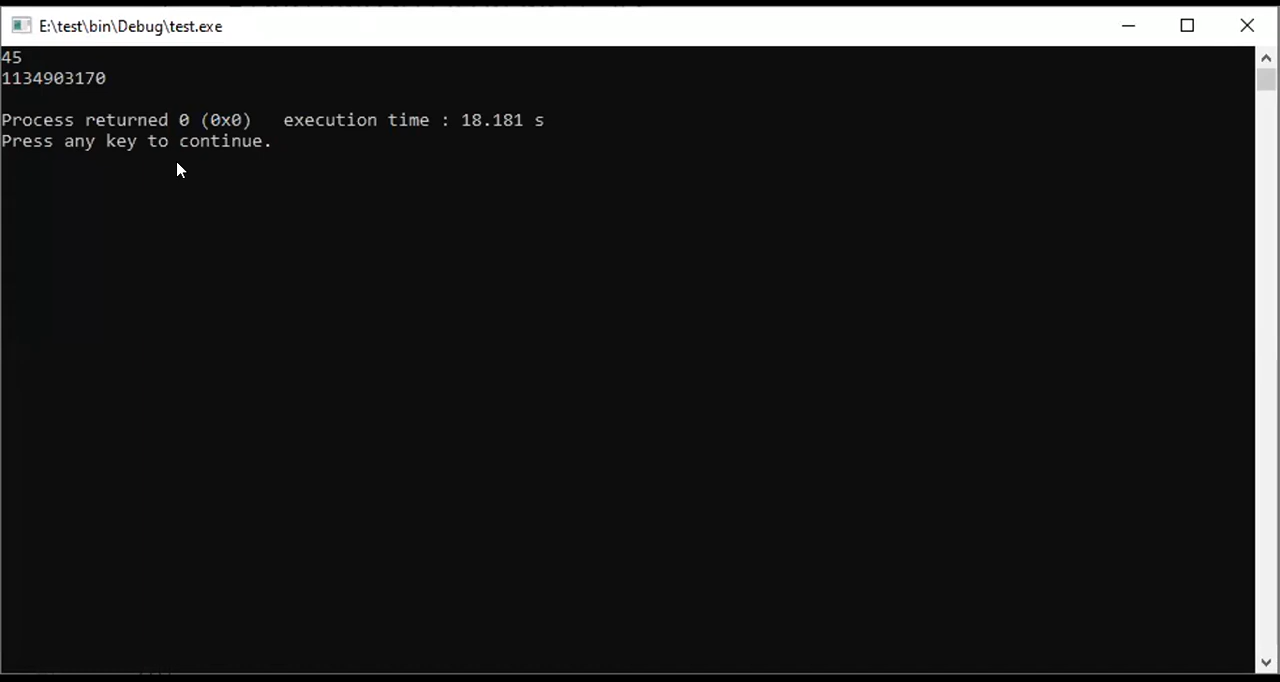 E:\test\bin\Debug\test.exe
45
1134903170
Process returned 0 (0x0)   execution time : 18.181 s
Press any key to continue.